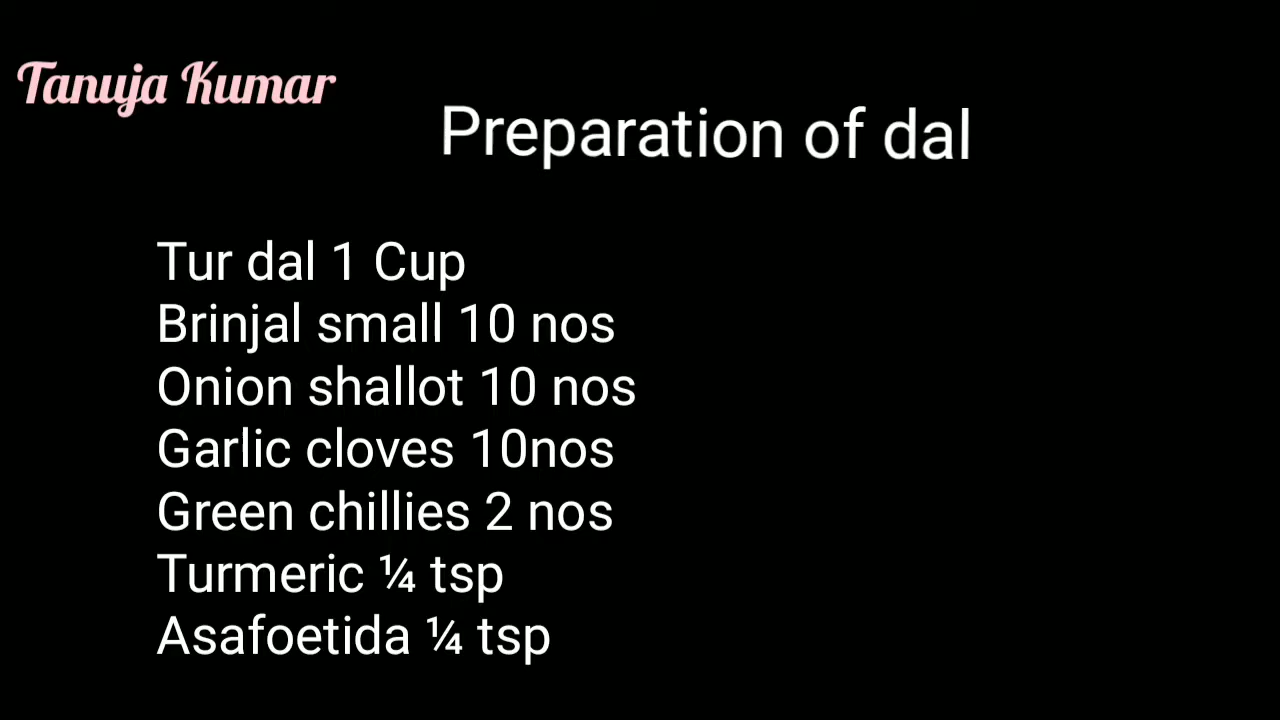 Tanuja Kumar
Preparation of dal
Tur dal 1 Cup
Brinjal small 10 nos
Onion shallot 10 nos
Garlic cloves 10nos
Green chillies 2 nos
Turmeric ¼ tsp
Asafoetida ¼ tsp